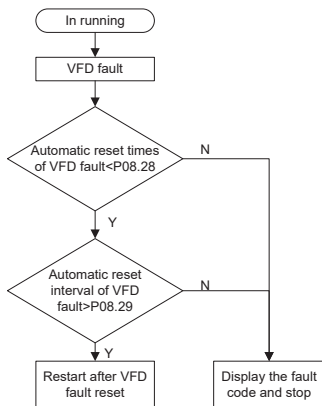 In running
VFD fault
Automatic reset times
of VFD fault<P08.28
N
Y
Automatic reset
interval of VFD
fault>P08.29
N
Y
Restart after VFD
fault reset
Display the fault
code and stop